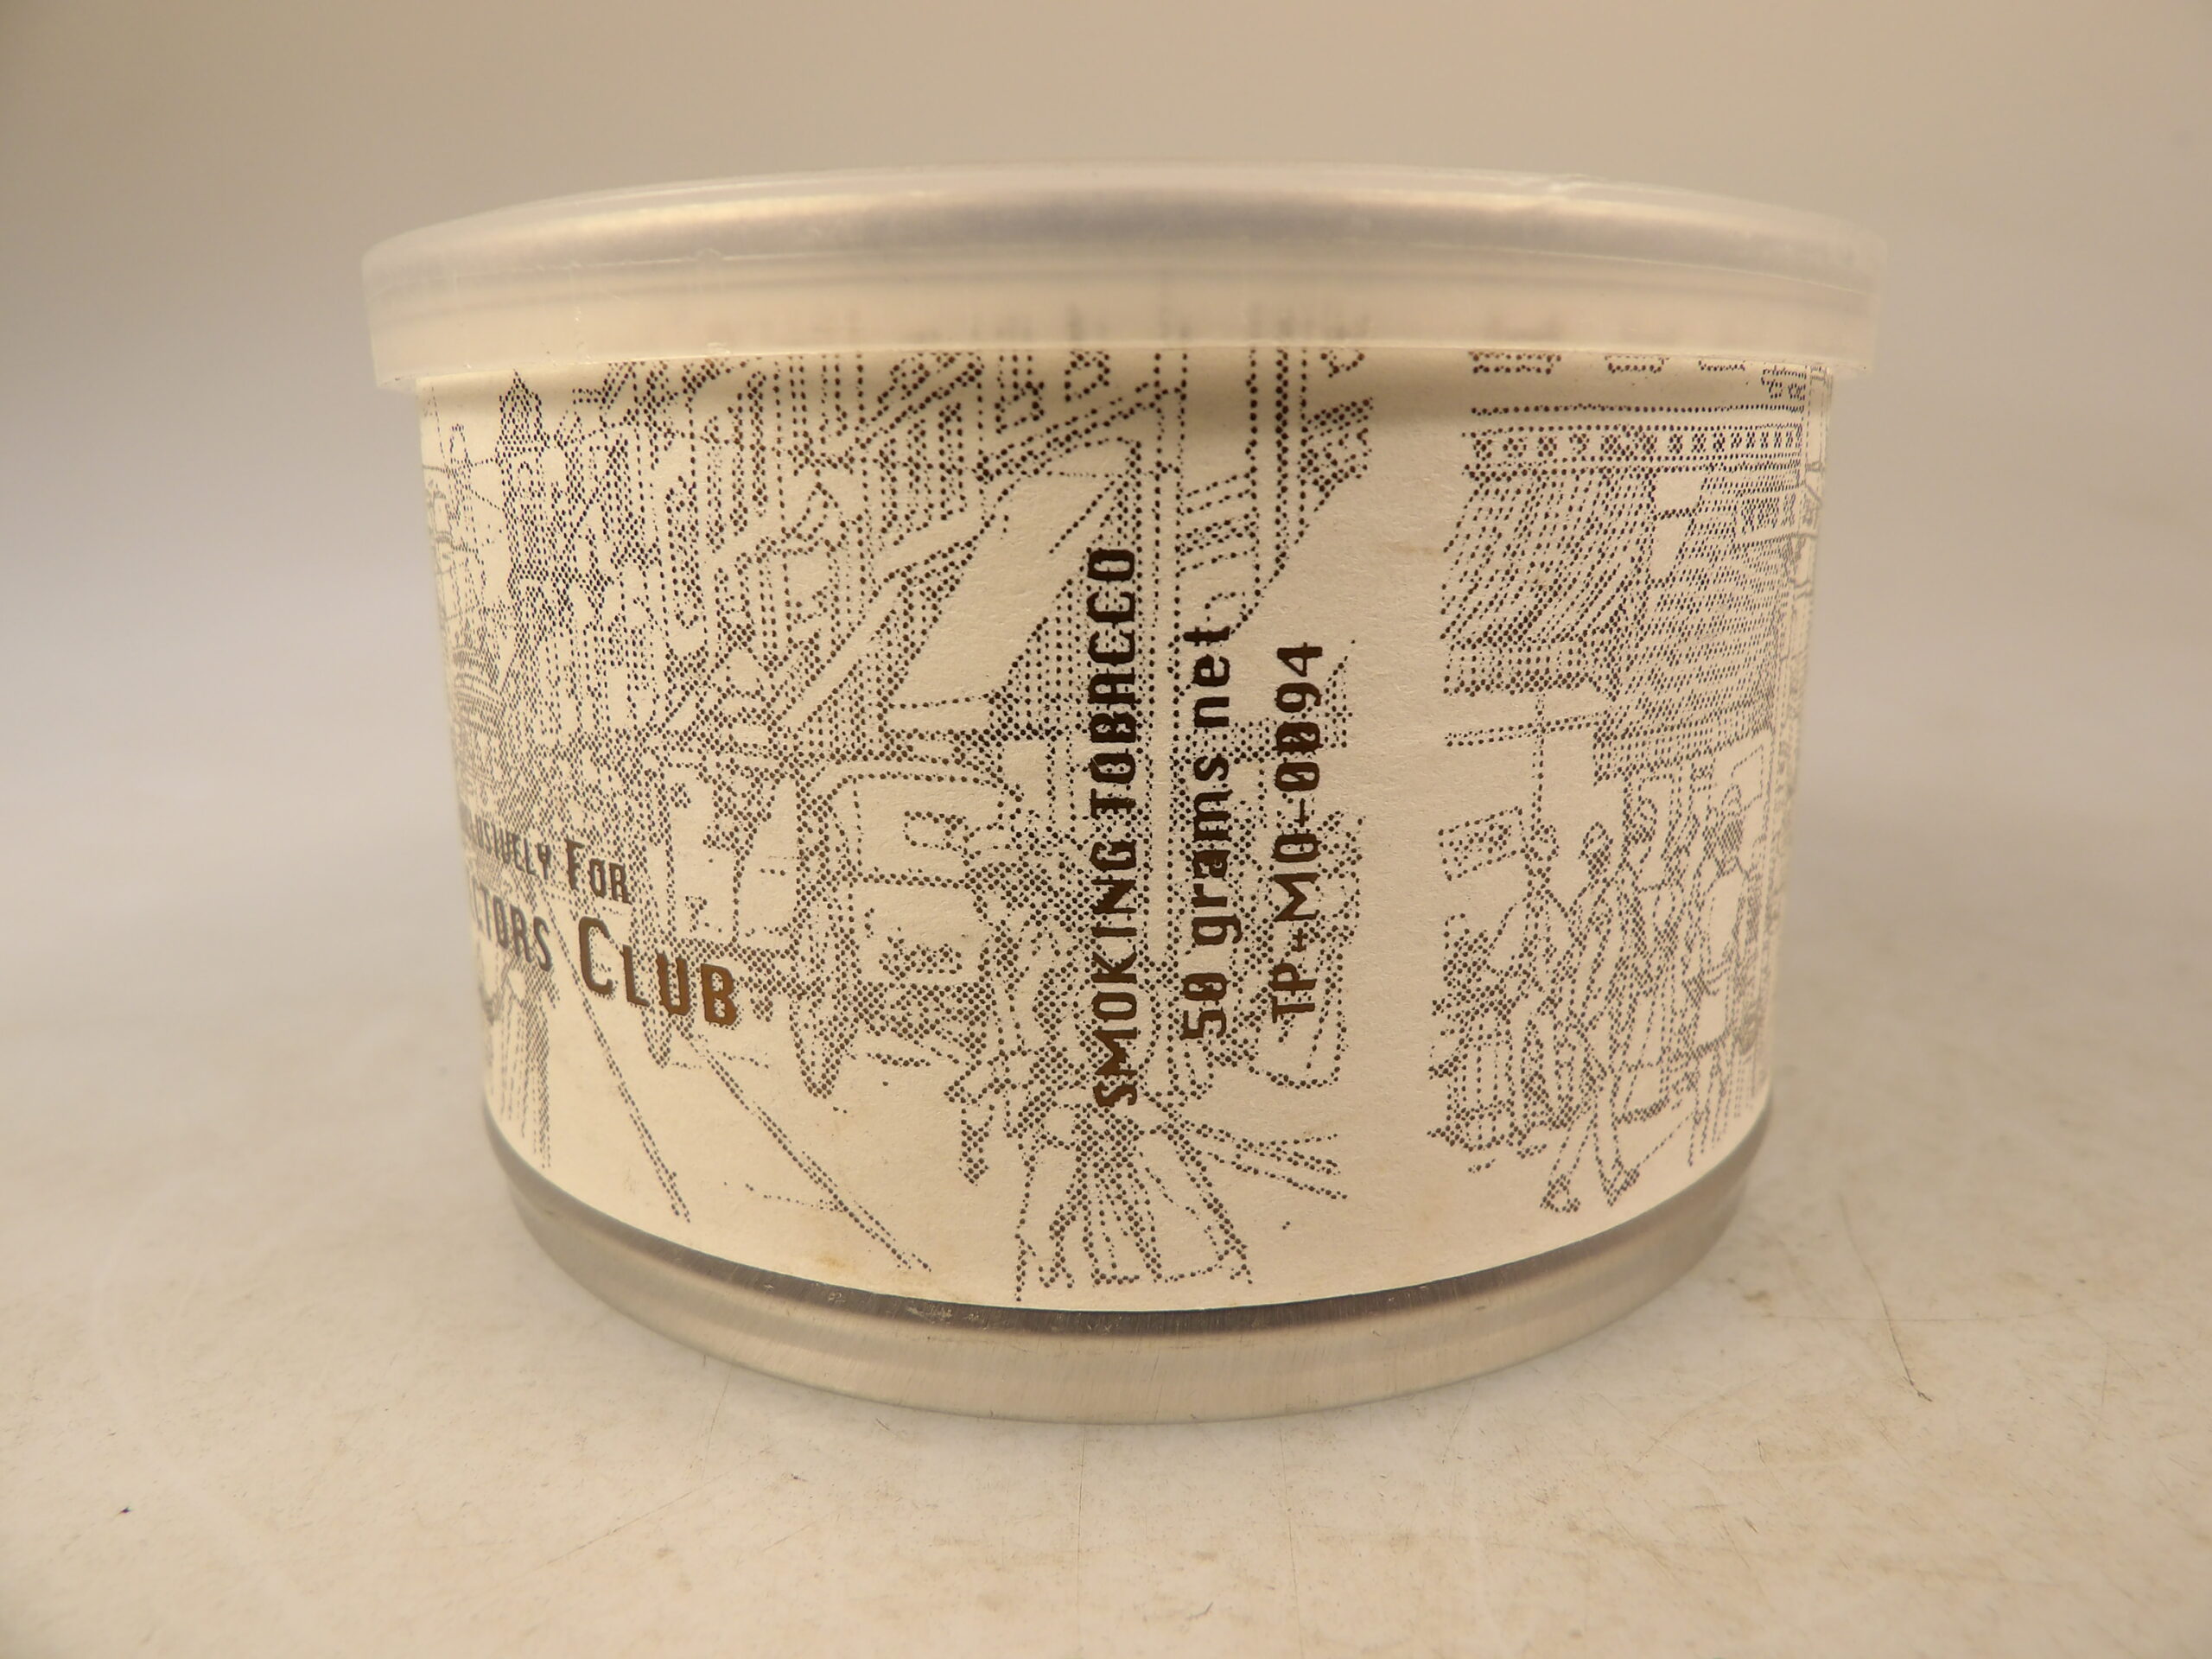 FOR
CLUB
SMOKING TOBACCO
50 grams net
TP-MO-0094